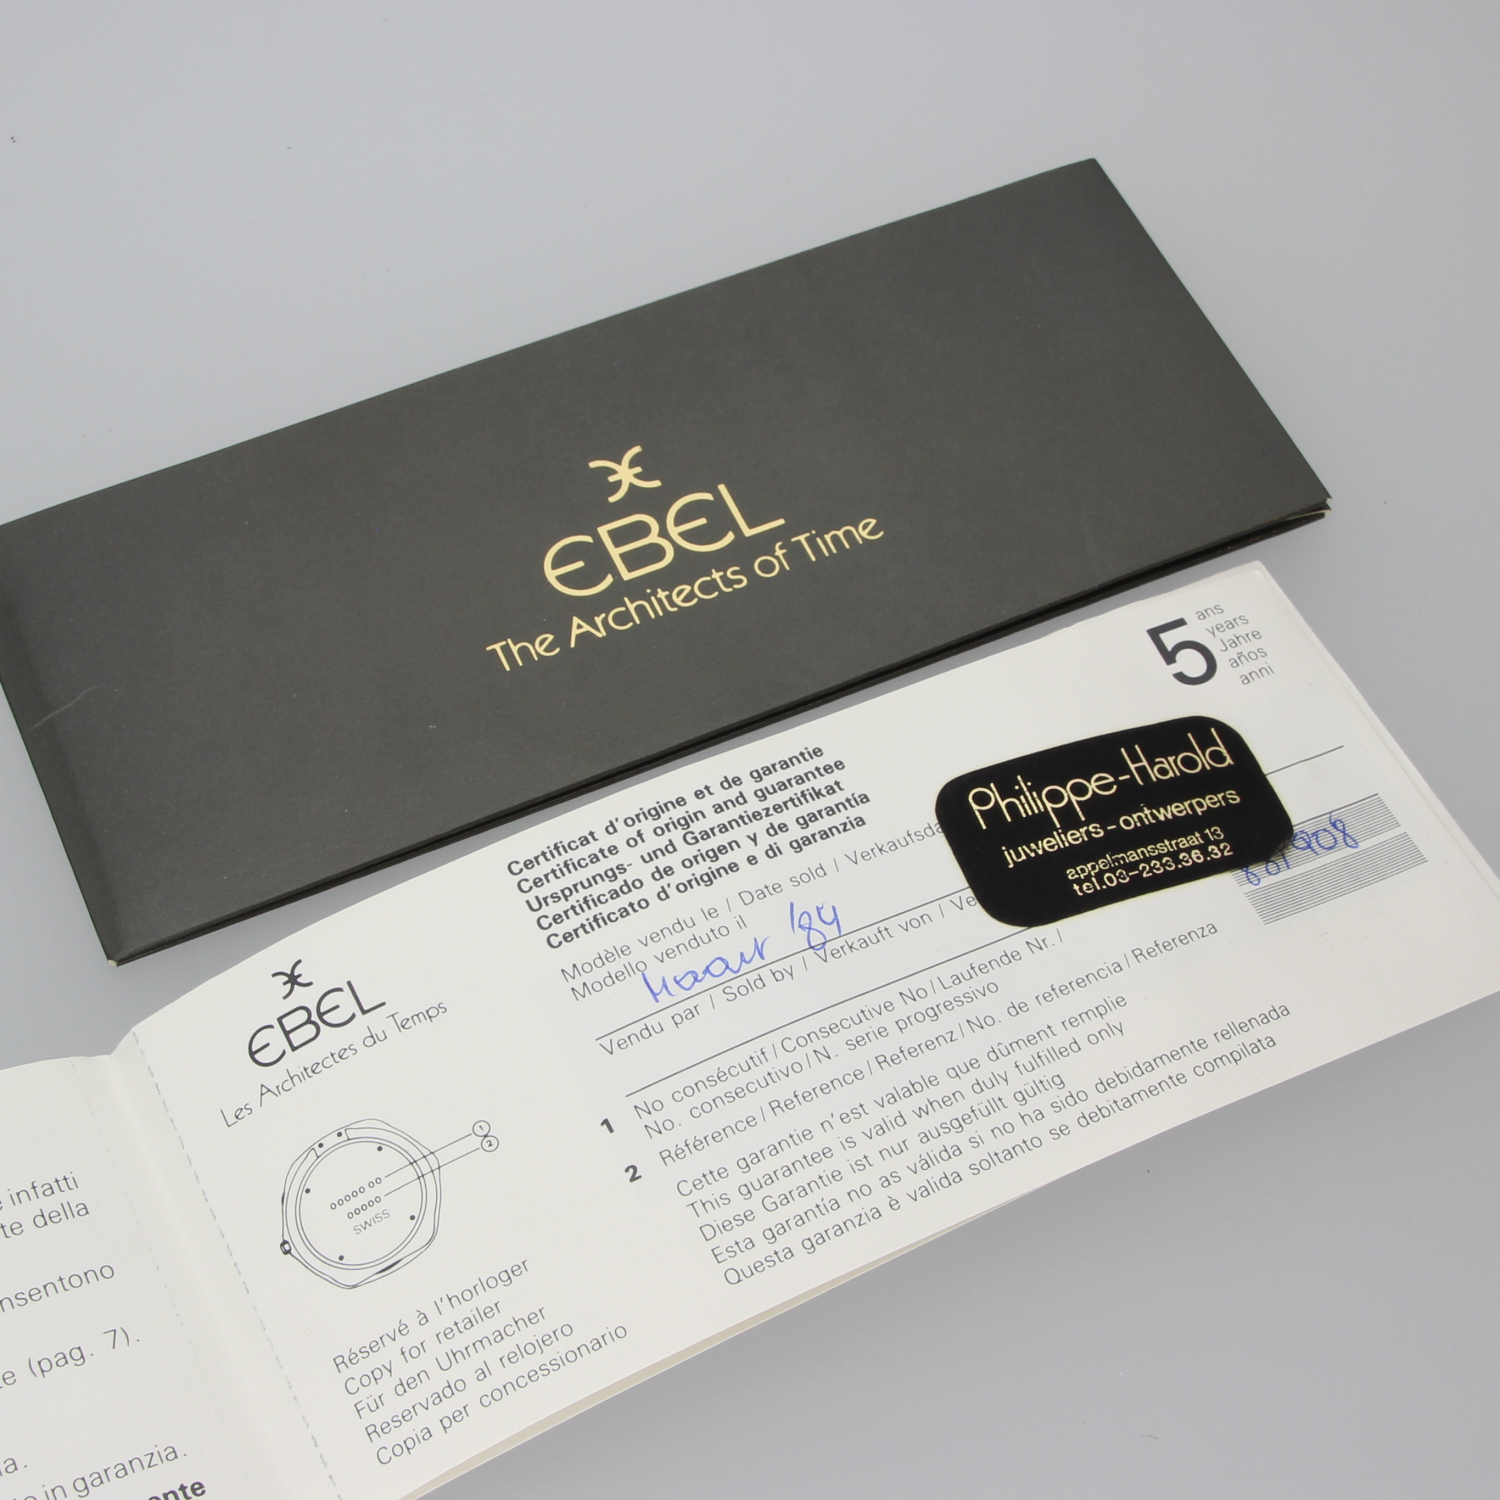 EBEL
The Architects of Time
5 ans
years
Jahre
años
anni
Certificat d'origine et de garantie
Certificate of origin and guarantee
Ursprungs- und Garantiezertifikat
Certificado de origen y de garantía
Certificato d'origine e di garanzia
Modèle vendu le / Date sold / Verkaufsda
Modello venduto il
Maart '84
Vendu par / Sold by / Verkauft von / Ve
Philippe-Harold
juweliers-ontwerpers
appelmansstraat 13
tel.03-233.36.32
908
1 No consécutif / Consecutive No / Laufende Nr. /
No. consecutivo / N. serie progressivo
2 Référence / Reference / Referenz / No. de referencia / Referenza
Cette garantie n'est valable que dûment remplie
This guarantee is valid when duly fulfilled only
Diese Garantie ist nur ausgefüllt gültig
Esta garantía no as válida si no ha sido debidamente rellenada
Questa garanzia è valida soltanto se debitamente compilata
EBEL
Les Architectes du Temps
1
2
ooooo oo
ooooo
SWISS
Réservé à l'horloger
Copy for retailer
Für den Uhrmacher
Reservado al relojero
Copia per concessionario
infatti
te della
nsentono
(pag. 7).
in garanzia.